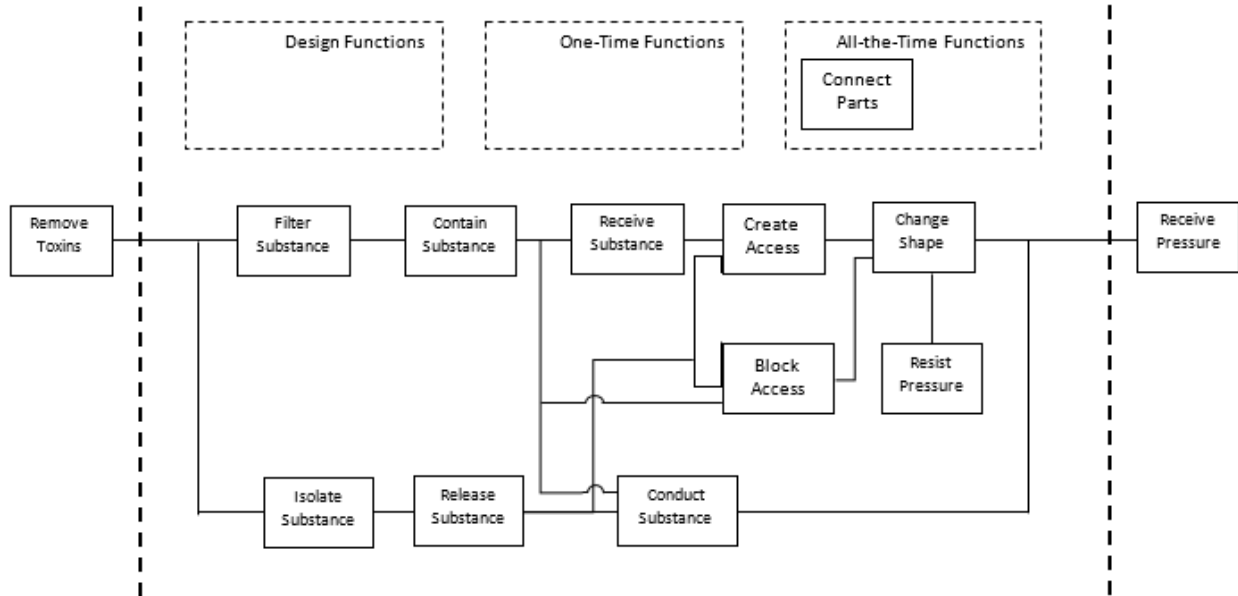 Design Functions
One-Time Functions
All-the-Time Functions
Connect
Parts
Remove
Toxins
Filter
Substance
Contain
Substance
Receive
Substance
Create
Access
Change
Shape
Receive
Pressure
Block
Access
Resist
Pressure
Isolate
Substance
Release
Substance
Conduct
Substance